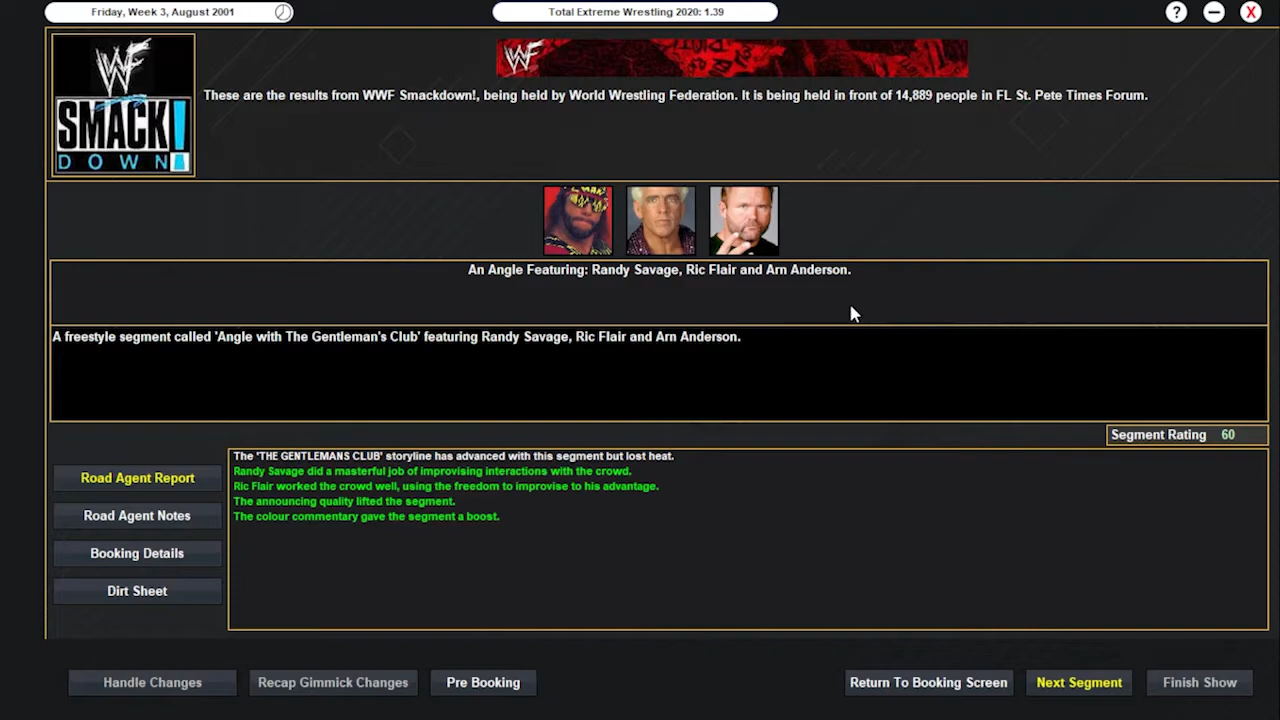 Friday, Week 3, August 2001
Total Extreme Wrestling 2020: 1.39
?
X
WF
SMACK
DOWN!
WF
These are the results from WWF Smackdown!, being held by World Wrestling Federation. It is being held in front of 14,889 people in FL St. Pete Times Forum.
An Angle Featuring: Randy Savage, Ric Flair and Arn Anderson.
A freestyle segment called 'Angle with The Gentleman's Club' featuring Randy Savage, Ric Flair and Arn Anderson.
Segment Rating 60
The 'THE GENTLEMANS CLUB' storyline has advanced with this segment but lost heat.
Randy Savage did a masterful job of improvising interactions with the crowd.
Ric Flair worked the crowd well, using the freedom to improvise to his advantage.
The announcing quality lifted the segment.
The colour commentary gave the segment a boost.
Road Agent Report
Road Agent Notes
Booking Details
Dirt Sheet
Handle Changes
Recap Gimmick Changes
Pre Booking
Return To Booking Screen
Next Segment
Finish Show